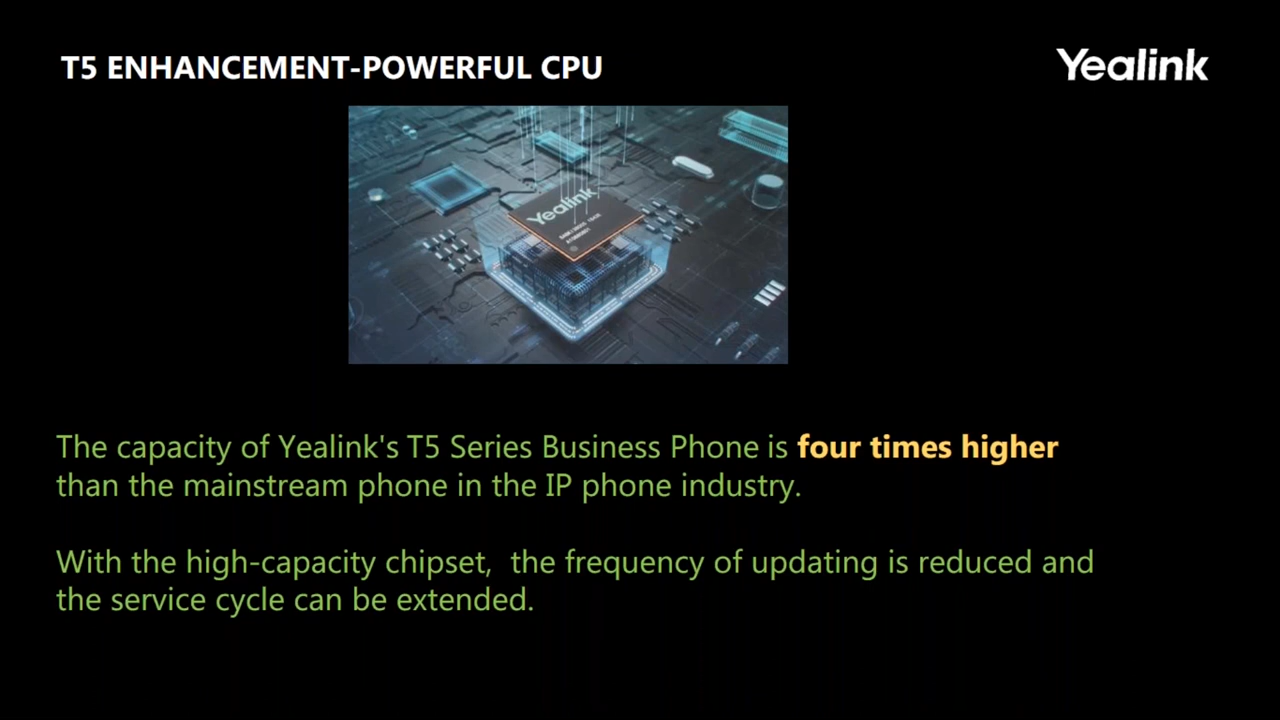 T5 ENHANCEMENT-POWERFUL CPU
Yealink
Yealink
The capacity of Yealink's T5 Series Business Phone is four times higher
than the mainstream phone in the IP phone industry.
With the high-capacity chipset,  the frequency of updating is reduced and
the service cycle can be extended.